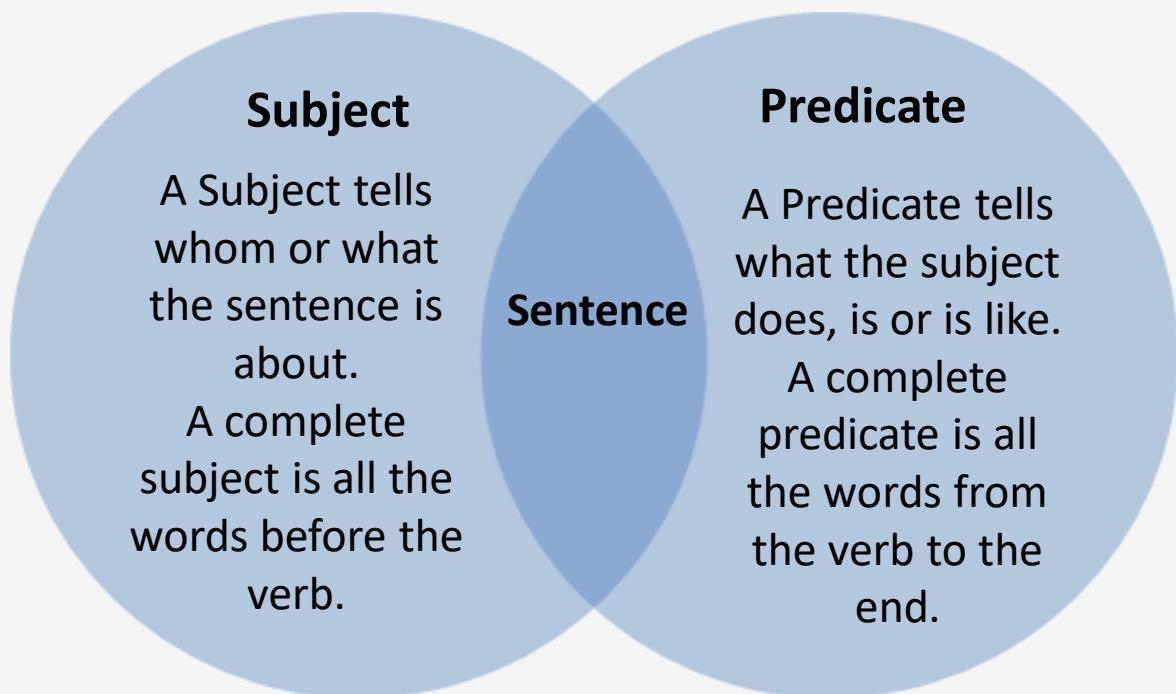 Subject
A Subject tells
whom or what
the sentence is
about.
A complete
subject is all the
words before the
verb.
Sentence
Predicate
A Predicate tells
what the subject
does, is or is like.
A complete
predicate is all
the words from
the verb to the
end.